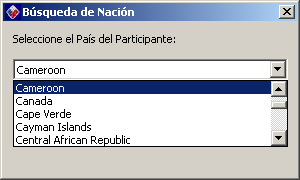 Búsqueda de Nación
Seleccione el País del Participante:
Cameroon
Cameroon
Canada
Cape Verde
Cayman Islands
Central African Republic